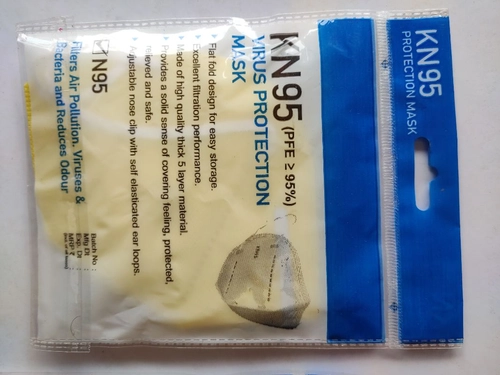 KN95
PROTECTION MASK
KN95 (PFE ≥ 95%)
VIRUS PROTECTION
MASK
Flat fold design for easy storage.
Excellent filtration performance.
Made of high quality thick 5 layer material.
Provides a solid sense of covering feeling, protected,
relieved and safe.
Adjustable nose clip with self elasticated ear loops.
N95
Filters Air Pollution, Viruses &
Bacteria and Reduces Odour
Batch No
Mfg Dt
Exp. Dt
MRP ₹